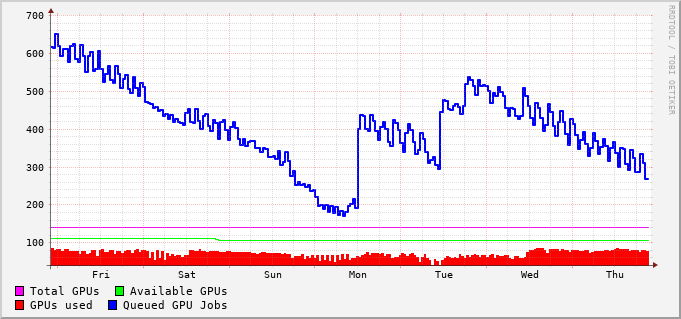 700
600
500
400
300
200
100
Fri Sat Sun Mon Tue Wed Thu
Total GPUs Available GPUs
GPUs used Queued GPU Jobs
RRDTOOL / TOBI OETIKER